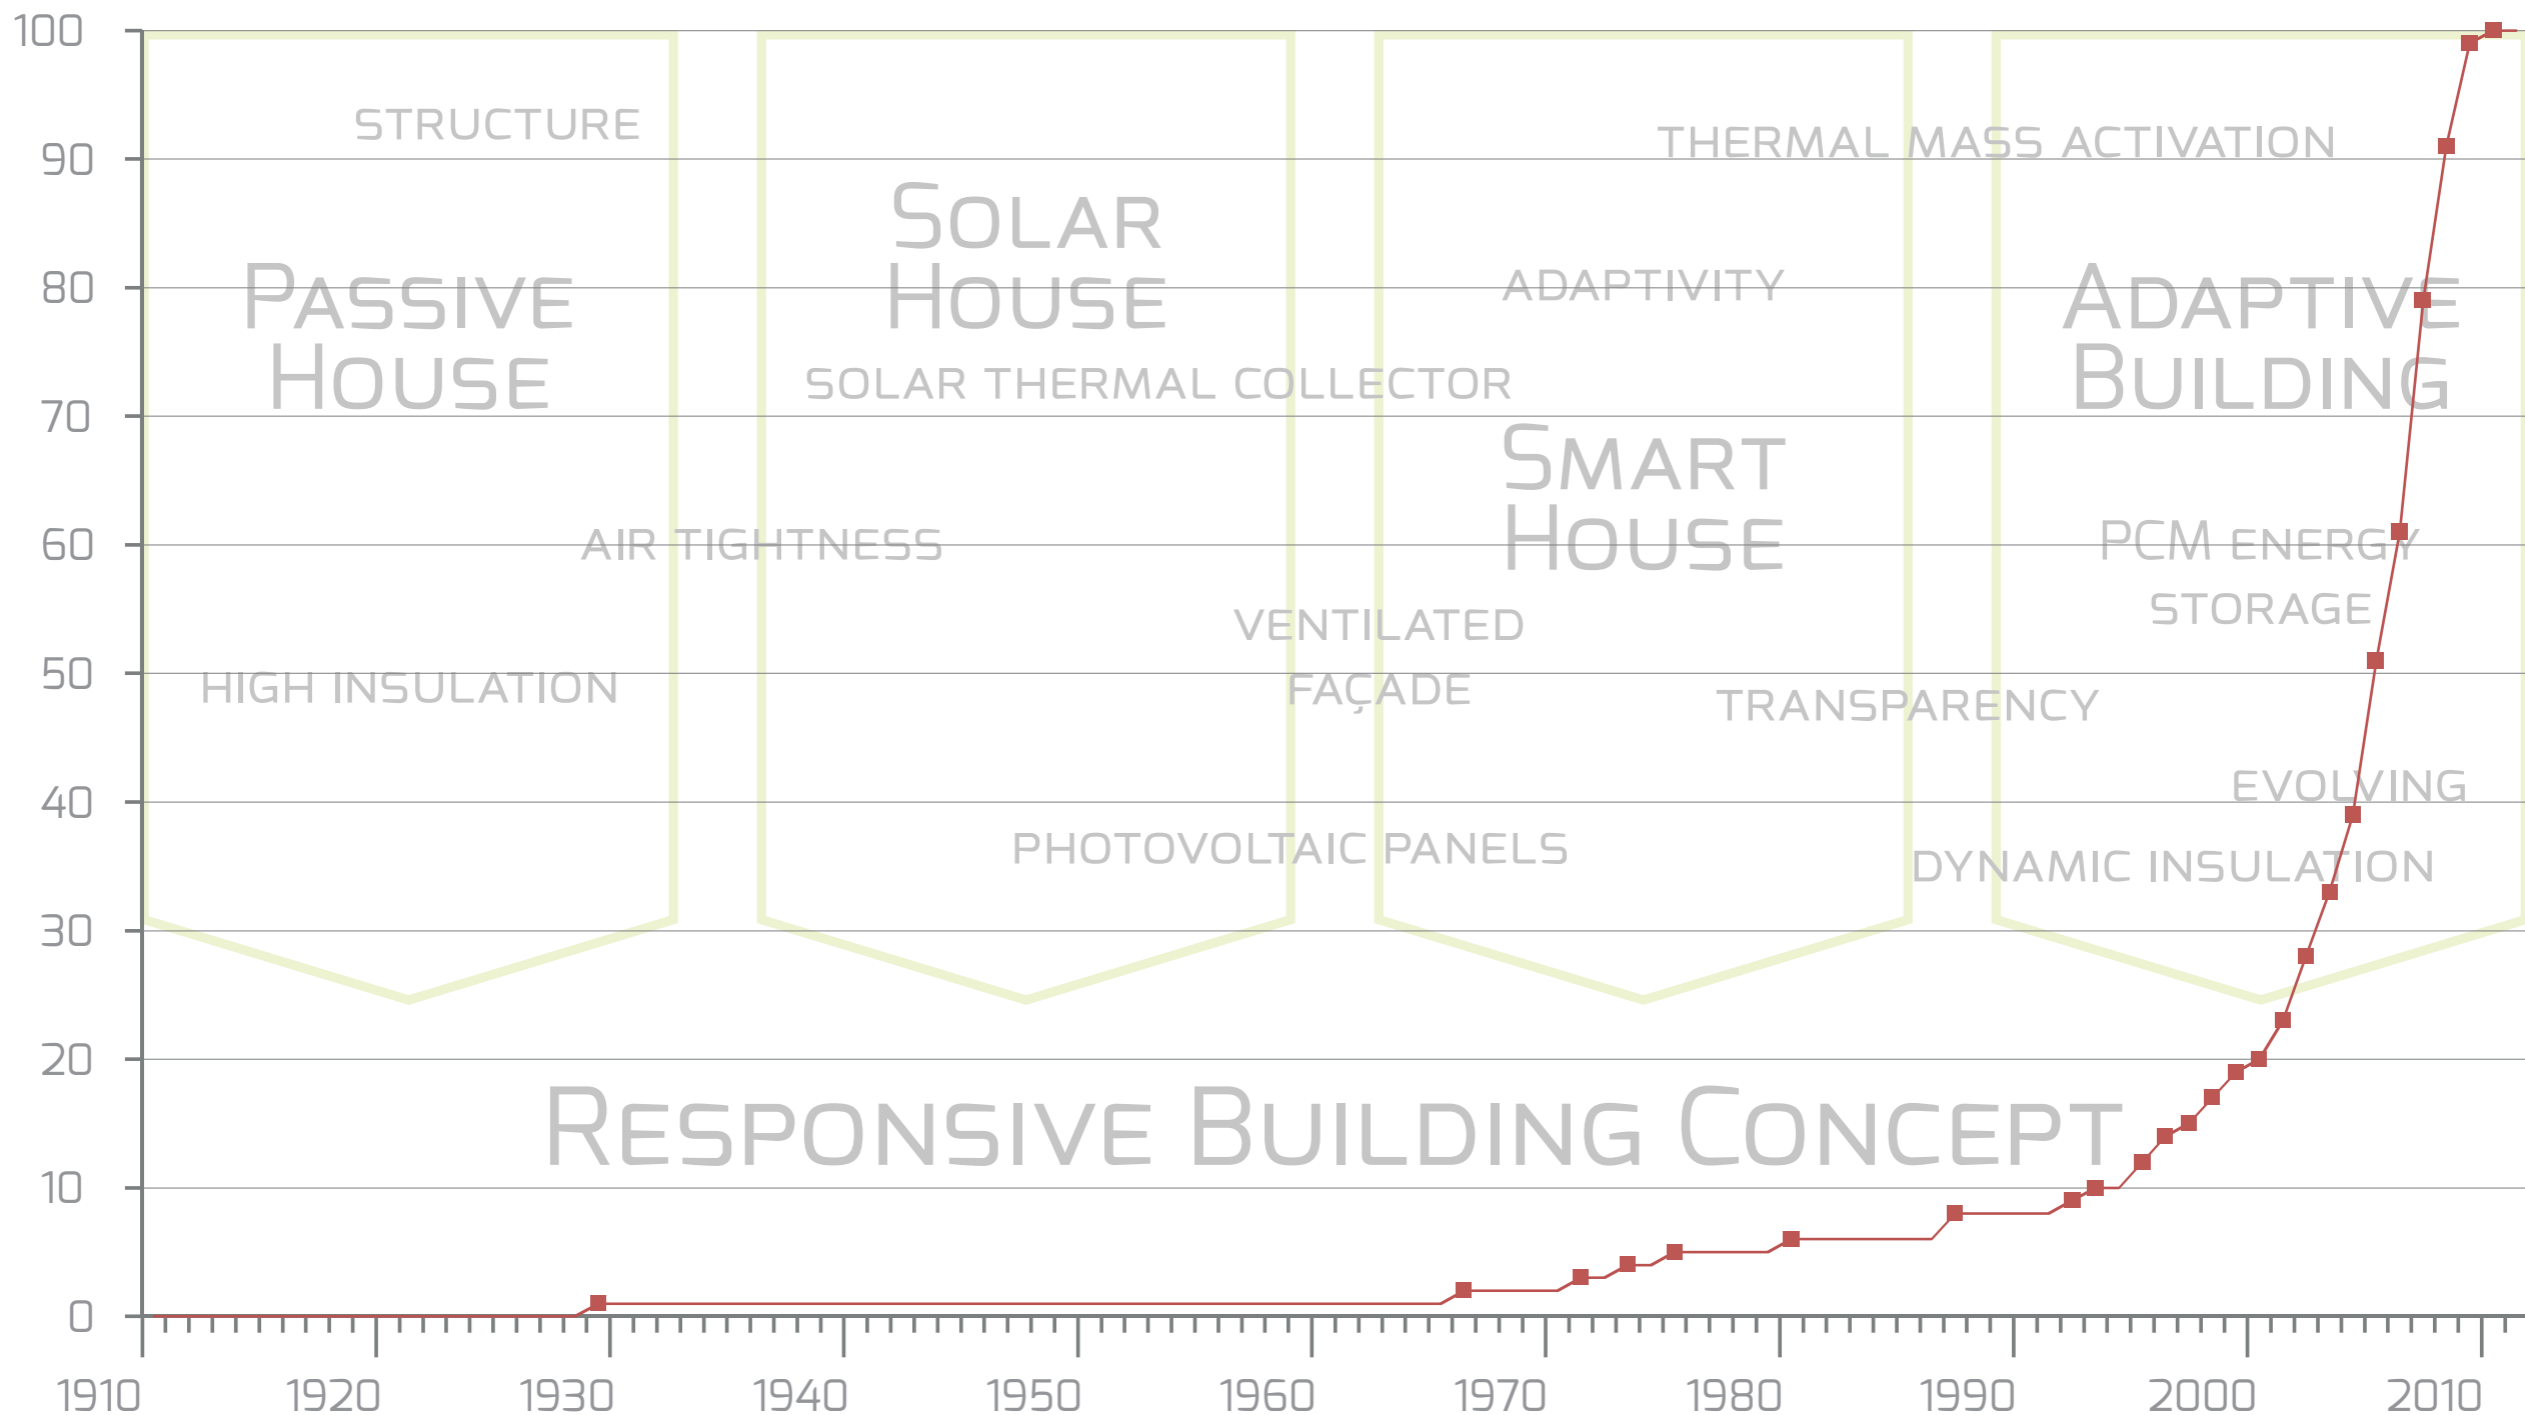 100
STRUCTURE
THERMAL MASS ACTIVATION
90
SOLAR
HOUSE
PASSIVE
HOUSE
80
ADAPTIVITY
ADAPTIVE
BUILDING
SOLAR THERMAL COLLECTOR
70
SMART
HOUSE
60
AIR TIGHTNESS
PCM ENERGY
STORAGE
VENTILATED
FAÇADE
50
HIGH INSULATION
TRANSPARENCY
EVOLVING
40
PHOTOVOLTAIC PANELS
DYNAMIC INSULATION
30
20
RESPONSIVE BUILDING CONCEPT
10
0
1910 1920 1930 1940 1950 1960 1970 1980 1990 2000 2010